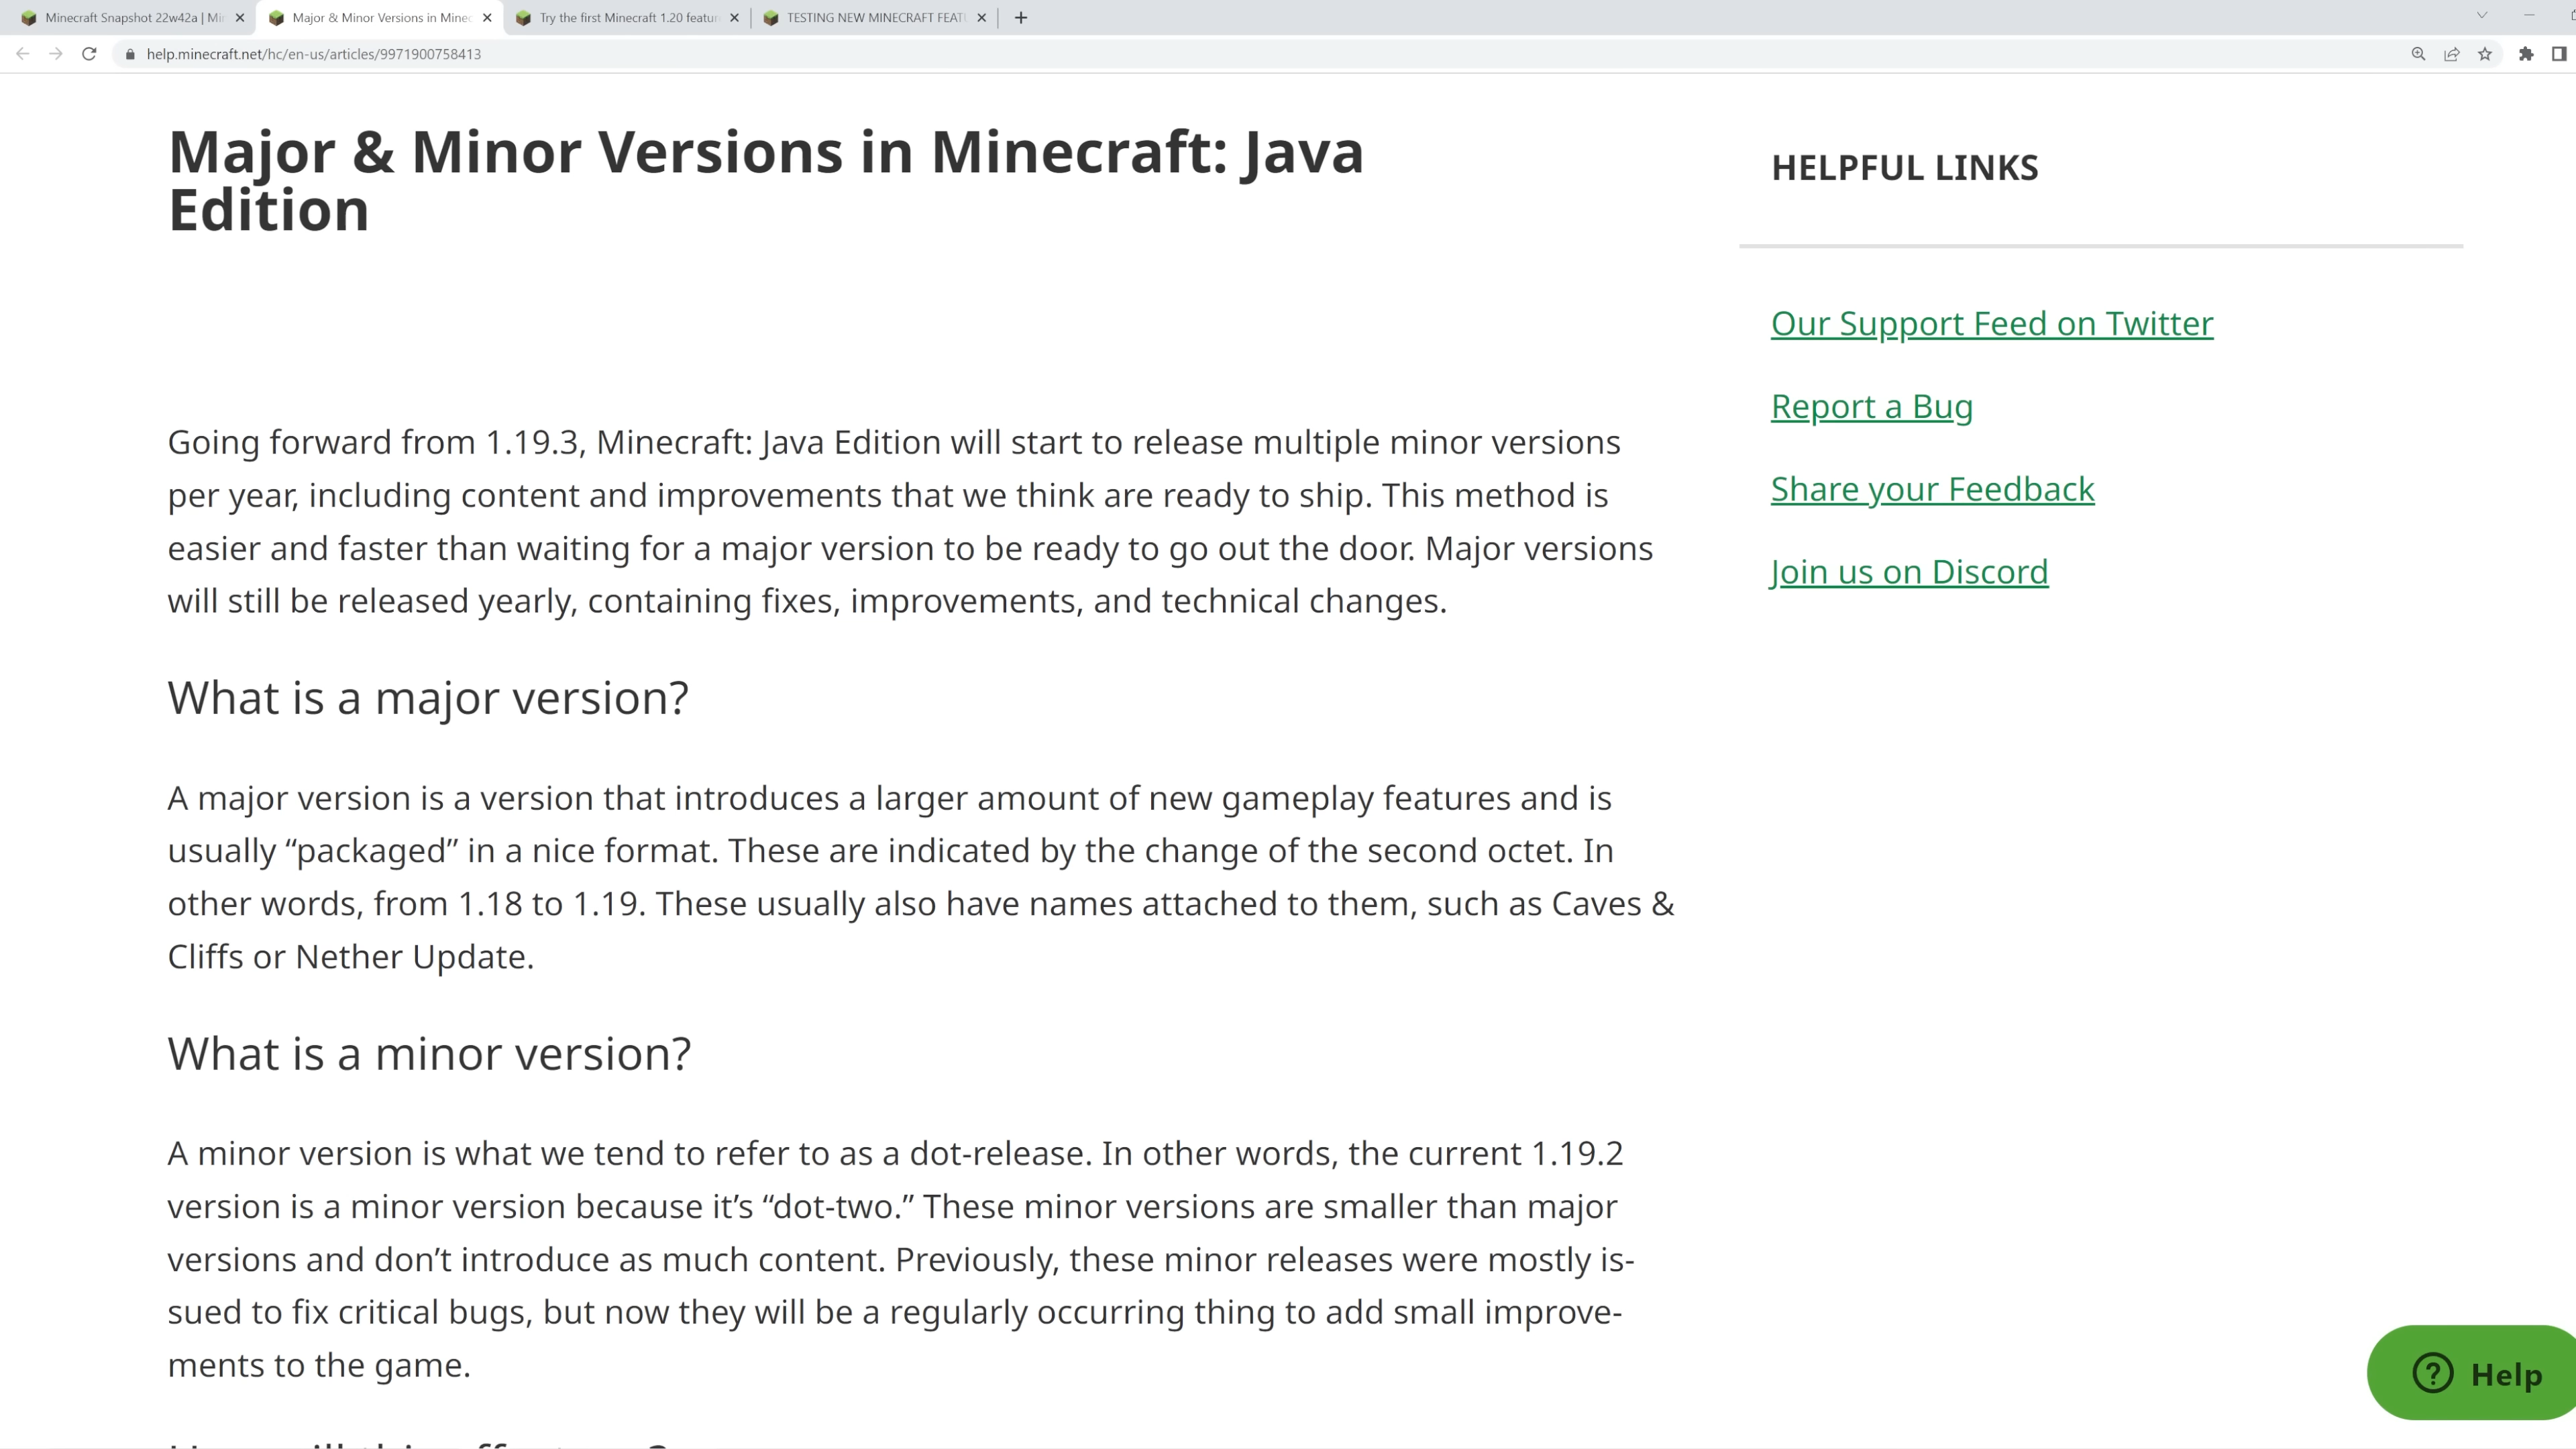 Minecraft Snapshot 22w42a | Mi
Major & Minor Versions in Minec
Try the first Minecraft 1.20 featur
TESTING NEW MINECRAFT FEAT
help.minecraft.net/hc/en-us/articles/9971900758413
Major & Minor Versions in Minecraft: Java
Edition
Going forward from 1.19.3, Minecraft: Java Edition will start to release multiple minor versions
per year, including content and improvements that we think are ready to ship. This method is
easier and faster than waiting for a major version to be ready to go out the door. Major versions
will still be released yearly, containing fixes, improvements, and technical changes.
What is a major version?
A major version is a version that introduces a larger amount of new gameplay features and is
usually “packaged” in a nice format. These are indicated by the change of the second octet. In
other words, from 1.18 to 1.19. These usually also have names attached to them, such as Caves &
Cliffs or Nether Update.
What is a minor version?
A minor version is what we tend to refer to as a dot-release. In other words, the current 1.19.2
version is a minor version because it’s “dot-two.” These minor versions are smaller than major
versions and don’t introduce as much content. Previously, these minor releases were mostly is-
sued to fix critical bugs, but now they will be a regularly occurring thing to add small improve-
ments to the game.
HELPFUL LINKS
Our Support Feed on Twitter
Report a Bug
Share your Feedback
Join us on Discord
Help